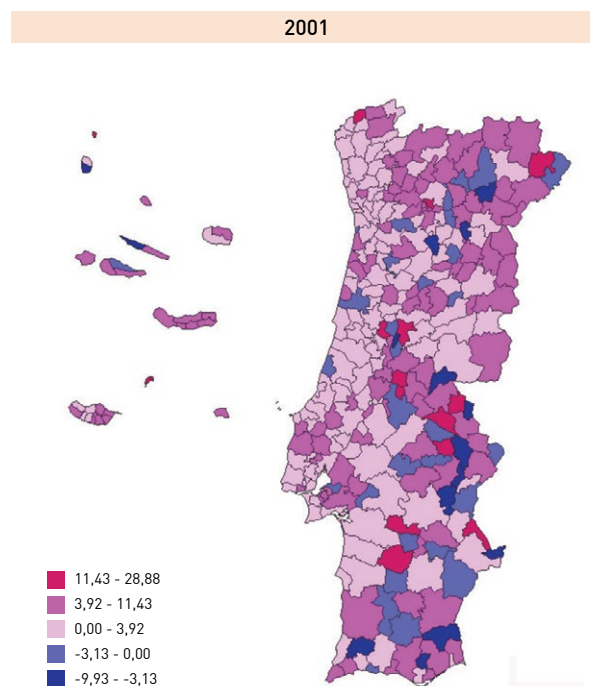 2001
11,43 - 28,88
3,92 - 11,43
0,00 - 3,92
-3,13 - 0,00
-9,93 - -3,13